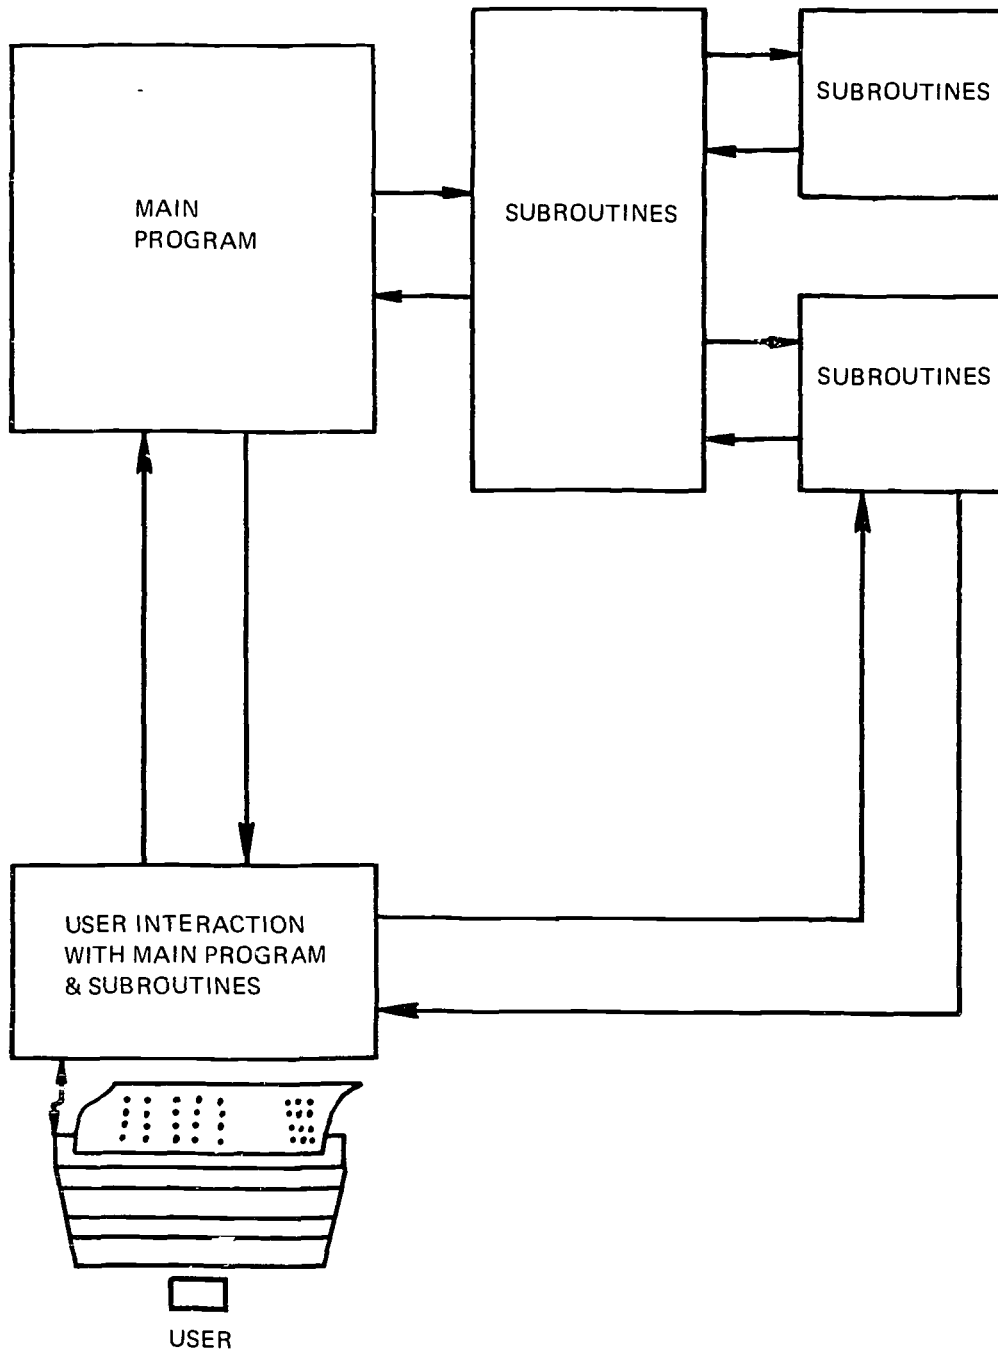 SUBROUTINES
MAIN
PROGRAM
SUBROUTINES
SUBROUTINES
USER INTERACTION
WITH MAIN PROGRAM
& SUBROUTINES
USER